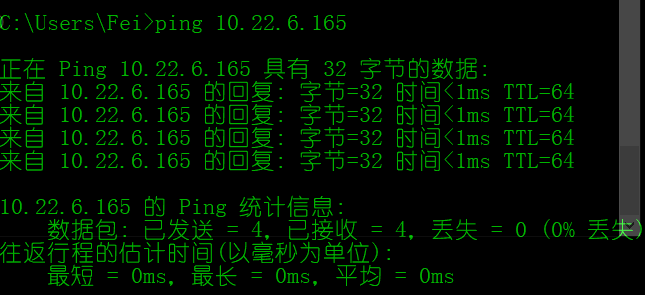 C:\Users\Fei>ping 10.22.6.165
正在 Ping 10.22.6.165 具有 32 字节的数据:
来自 10.22.6.165 的回复: 字节=32 时间<1ms TTL=64
来自 10.22.6.165 的回复: 字节=32 时间<1ms TTL=64
来自 10.22.6.165 的回复: 字节=32 时间<1ms TTL=64
来自 10.22.6.165 的回复: 字节=32 时间<1ms TTL=64
10.22.6.165 的 Ping 统计信息:
数据包: 已发送 = 4，已接收 = 4，丢失 = 0 (0% 丢失)
往返行程的估计时间(以毫秒为单位):
最短 = 0ms，最长 = 0ms，平均 = 0ms